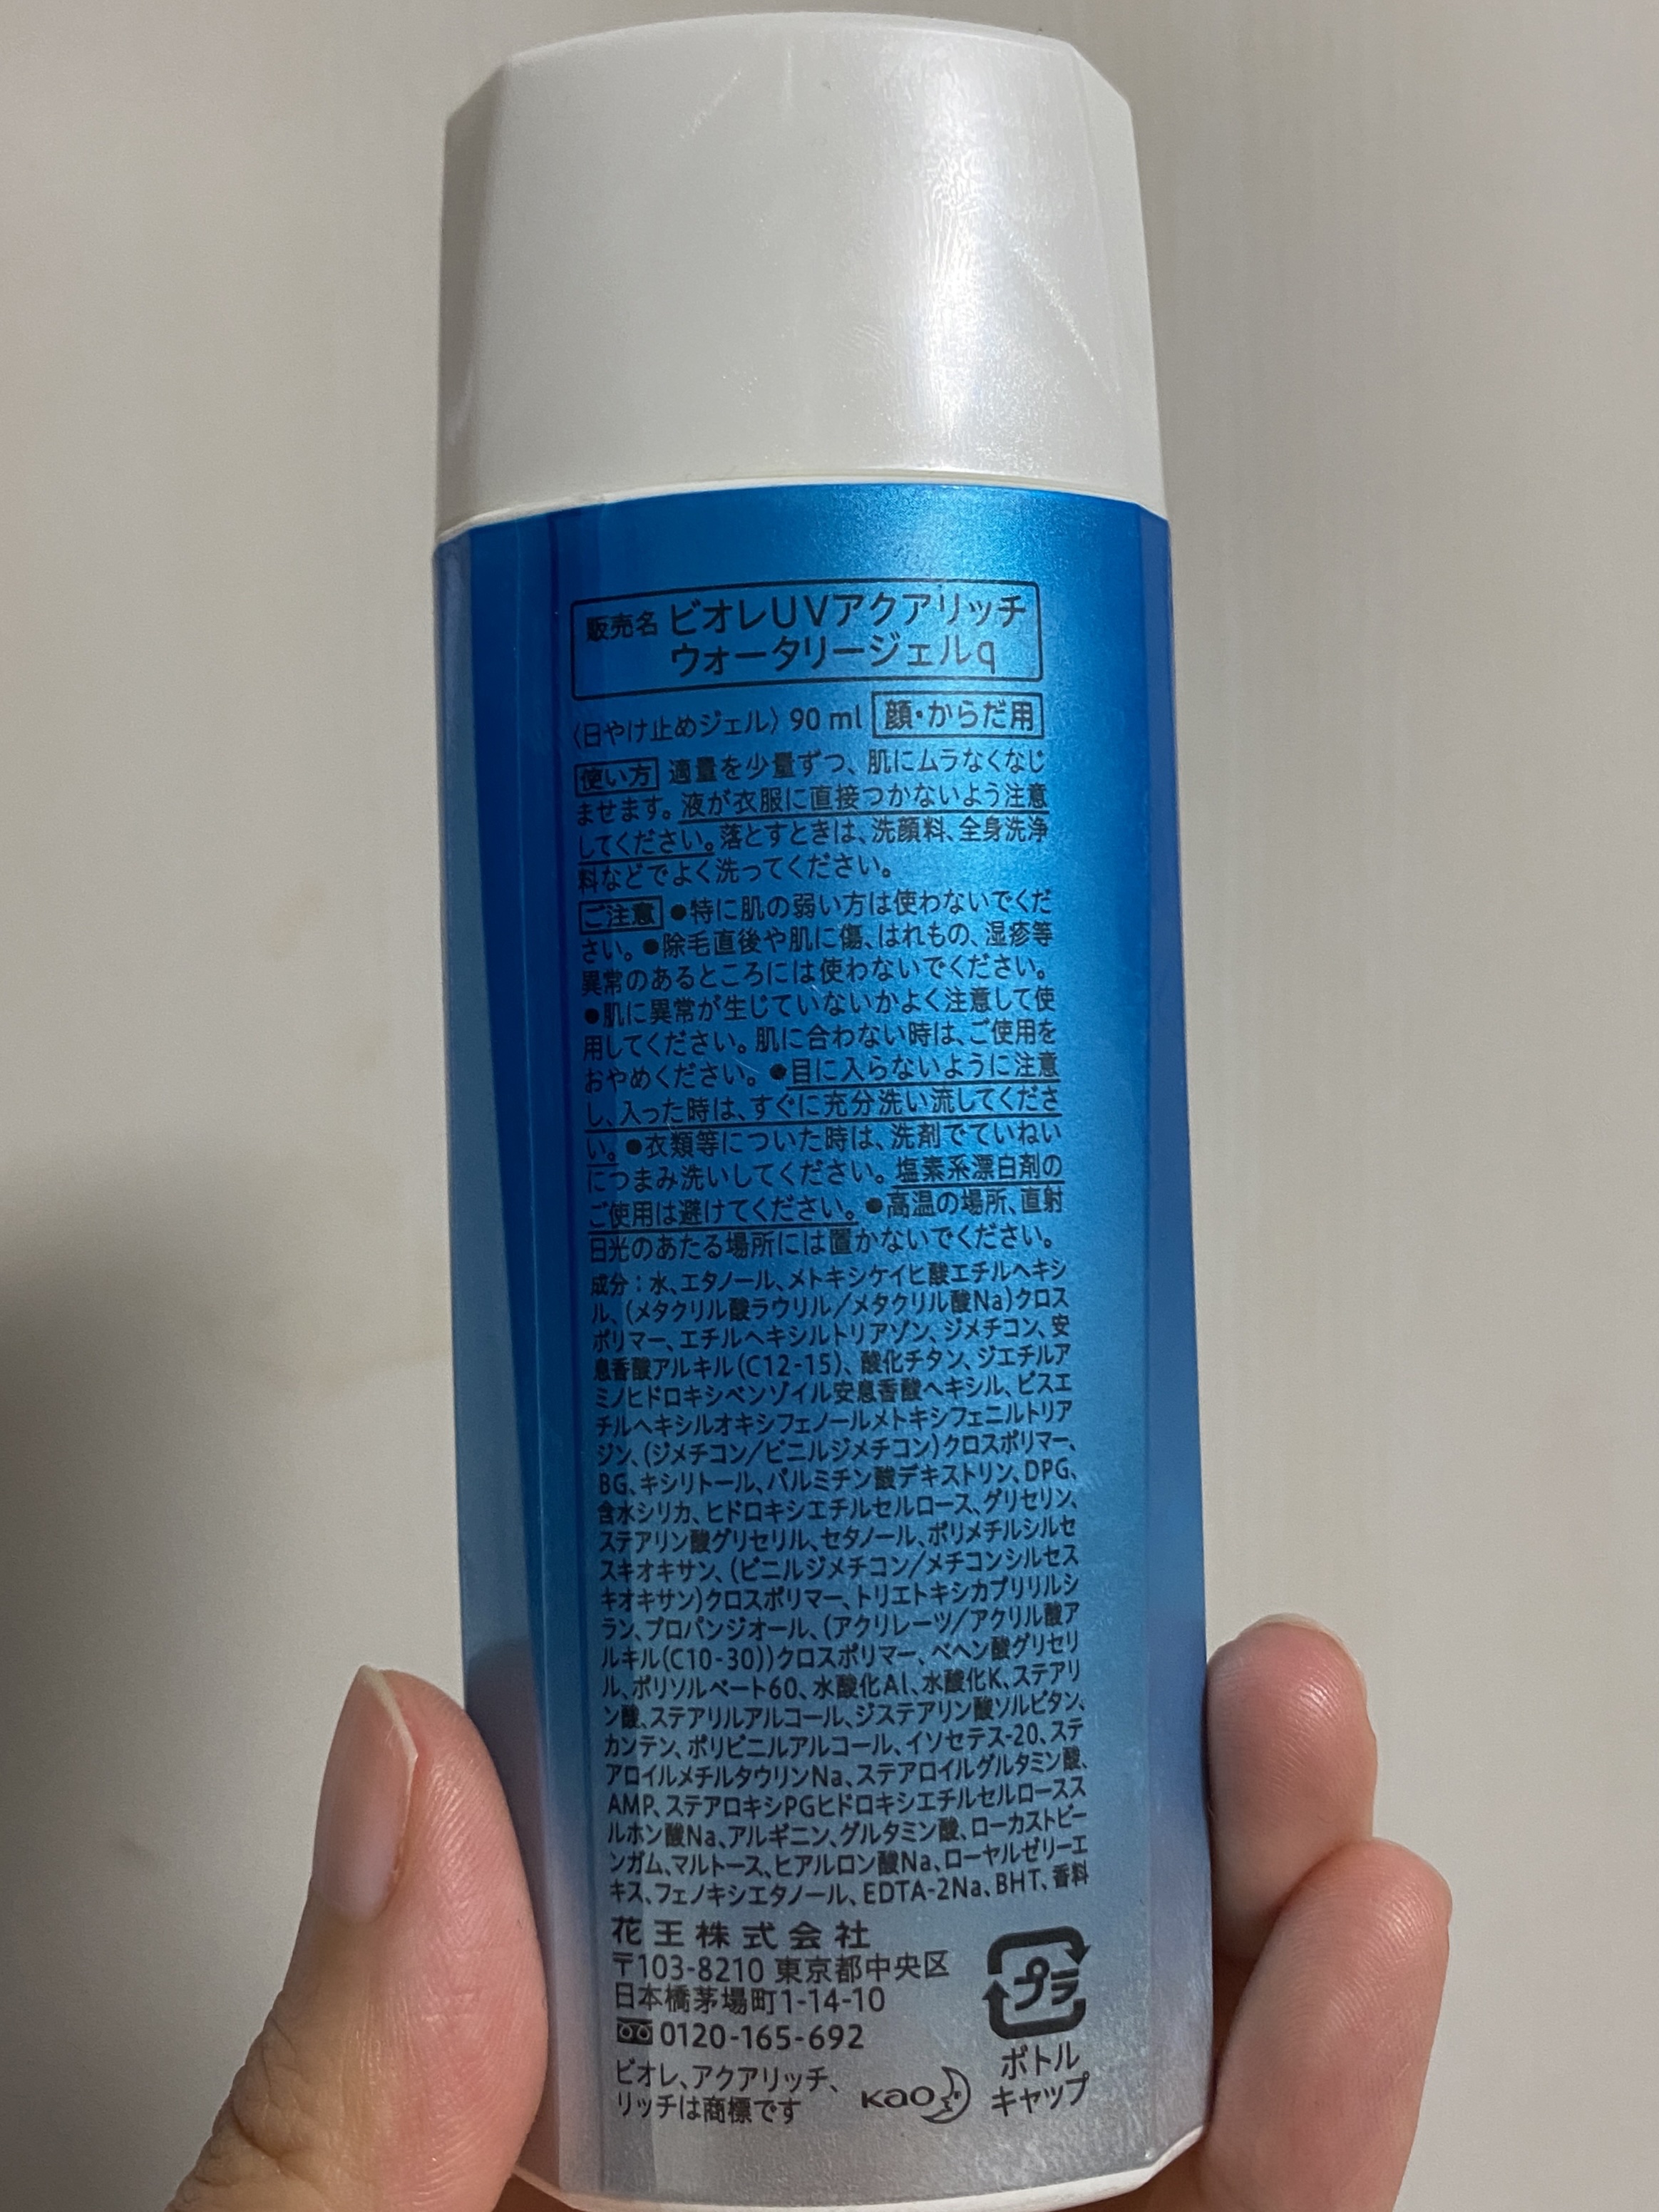 販売名 ビオレUVアクアリッチ
ウォータリージェルq
〈日やけ止めジェル〉90ml 顔・からだ用
使い方 適量を少量ずつ、肌にムラなくなじ
ませます。液が衣服に直接つかないよう注意
してください。落とすときは、洗顔料、全身洗浄
料などでよく洗ってください。
ご注意 ●特に肌の弱い方は使わないでくだ
さい。●除毛直後や肌に傷、はれもの、湿疹等
異常のあるところには使わないでください。
●肌に異常が生じていないかよく注意して使
用してください。肌に合わない時は、ご使用を
おやめください。●目に入らないように注意
し、入った時は、すぐに充分洗い流してくださ
い。●衣類等についた時は、洗剤でていねい
につまみ洗いしてください。塩素系漂白剤の
ご使用は避けてください。●高温の場所、直射
日光のあたる場所には置かないでください。
成分：水、エタノール、メトキシケイヒ酸エチルヘキシ
ル、(メタクリル酸ラウリル／メタクリル酸Na)クロス
ポリマー、エチルヘキシルトリアゾン、ジメチコン、安
息香酸アルキル(C12-15)、酸化チタン、ジエチルア
ミノヒドロキシベンゾイル安息香酸ヘキシル、ビスエ
チルヘキシルオキシフェノールメトキシフェニルトリア
ジン、(ジメチコン／ビニルジメチコン)クロスポリマー、
BG、キシリトール、パルミチン酸デキストリン、DPG、
含水シリカ、ヒドロキシエチルセルロース、グリセリン、
ステアリン酸グリセリル、セタノール、ポリメチルシルセ
スキオキサン、(ビニルジメチコン／メチコンシルセス
キオキサン)クロスポリマー、トリエトキシカプリリルシ
ラン、プロパンジオール、(アクリレーツ／アクリル酸ア
ルキル(C10-30))クロスポリマー、ベヘン酸グリセリ
ル、ポリソルベート60、水酸化Al、水酸化K、ステアリ
ン酸、ステアリルアルコール、ジステアリン酸ソルビタン、
カンテン、ポリビニルアルコール、イソセテス-20、ステ
アロイルメチルタウリンNa、ステアロイルグルタミン酸、
AMP、ステアロキシPGヒドロキシエチルセルロースス
ルホン酸Na、アルギニン、グルタミン酸、ローカストビー
ンガム、マルトース、ヒアルロン酸Na、ローヤルゼリーエ
キス、フェノキシエタノール、EDTA-2Na、BHT、香料
花王株式会社
〒103-8210 東京都中央区
日本橋茅場町1-14-10
0120-165-692
ビオレ、アクアリッチ、
リッチは商標です
Kao
プラ
ボトル
キャップ